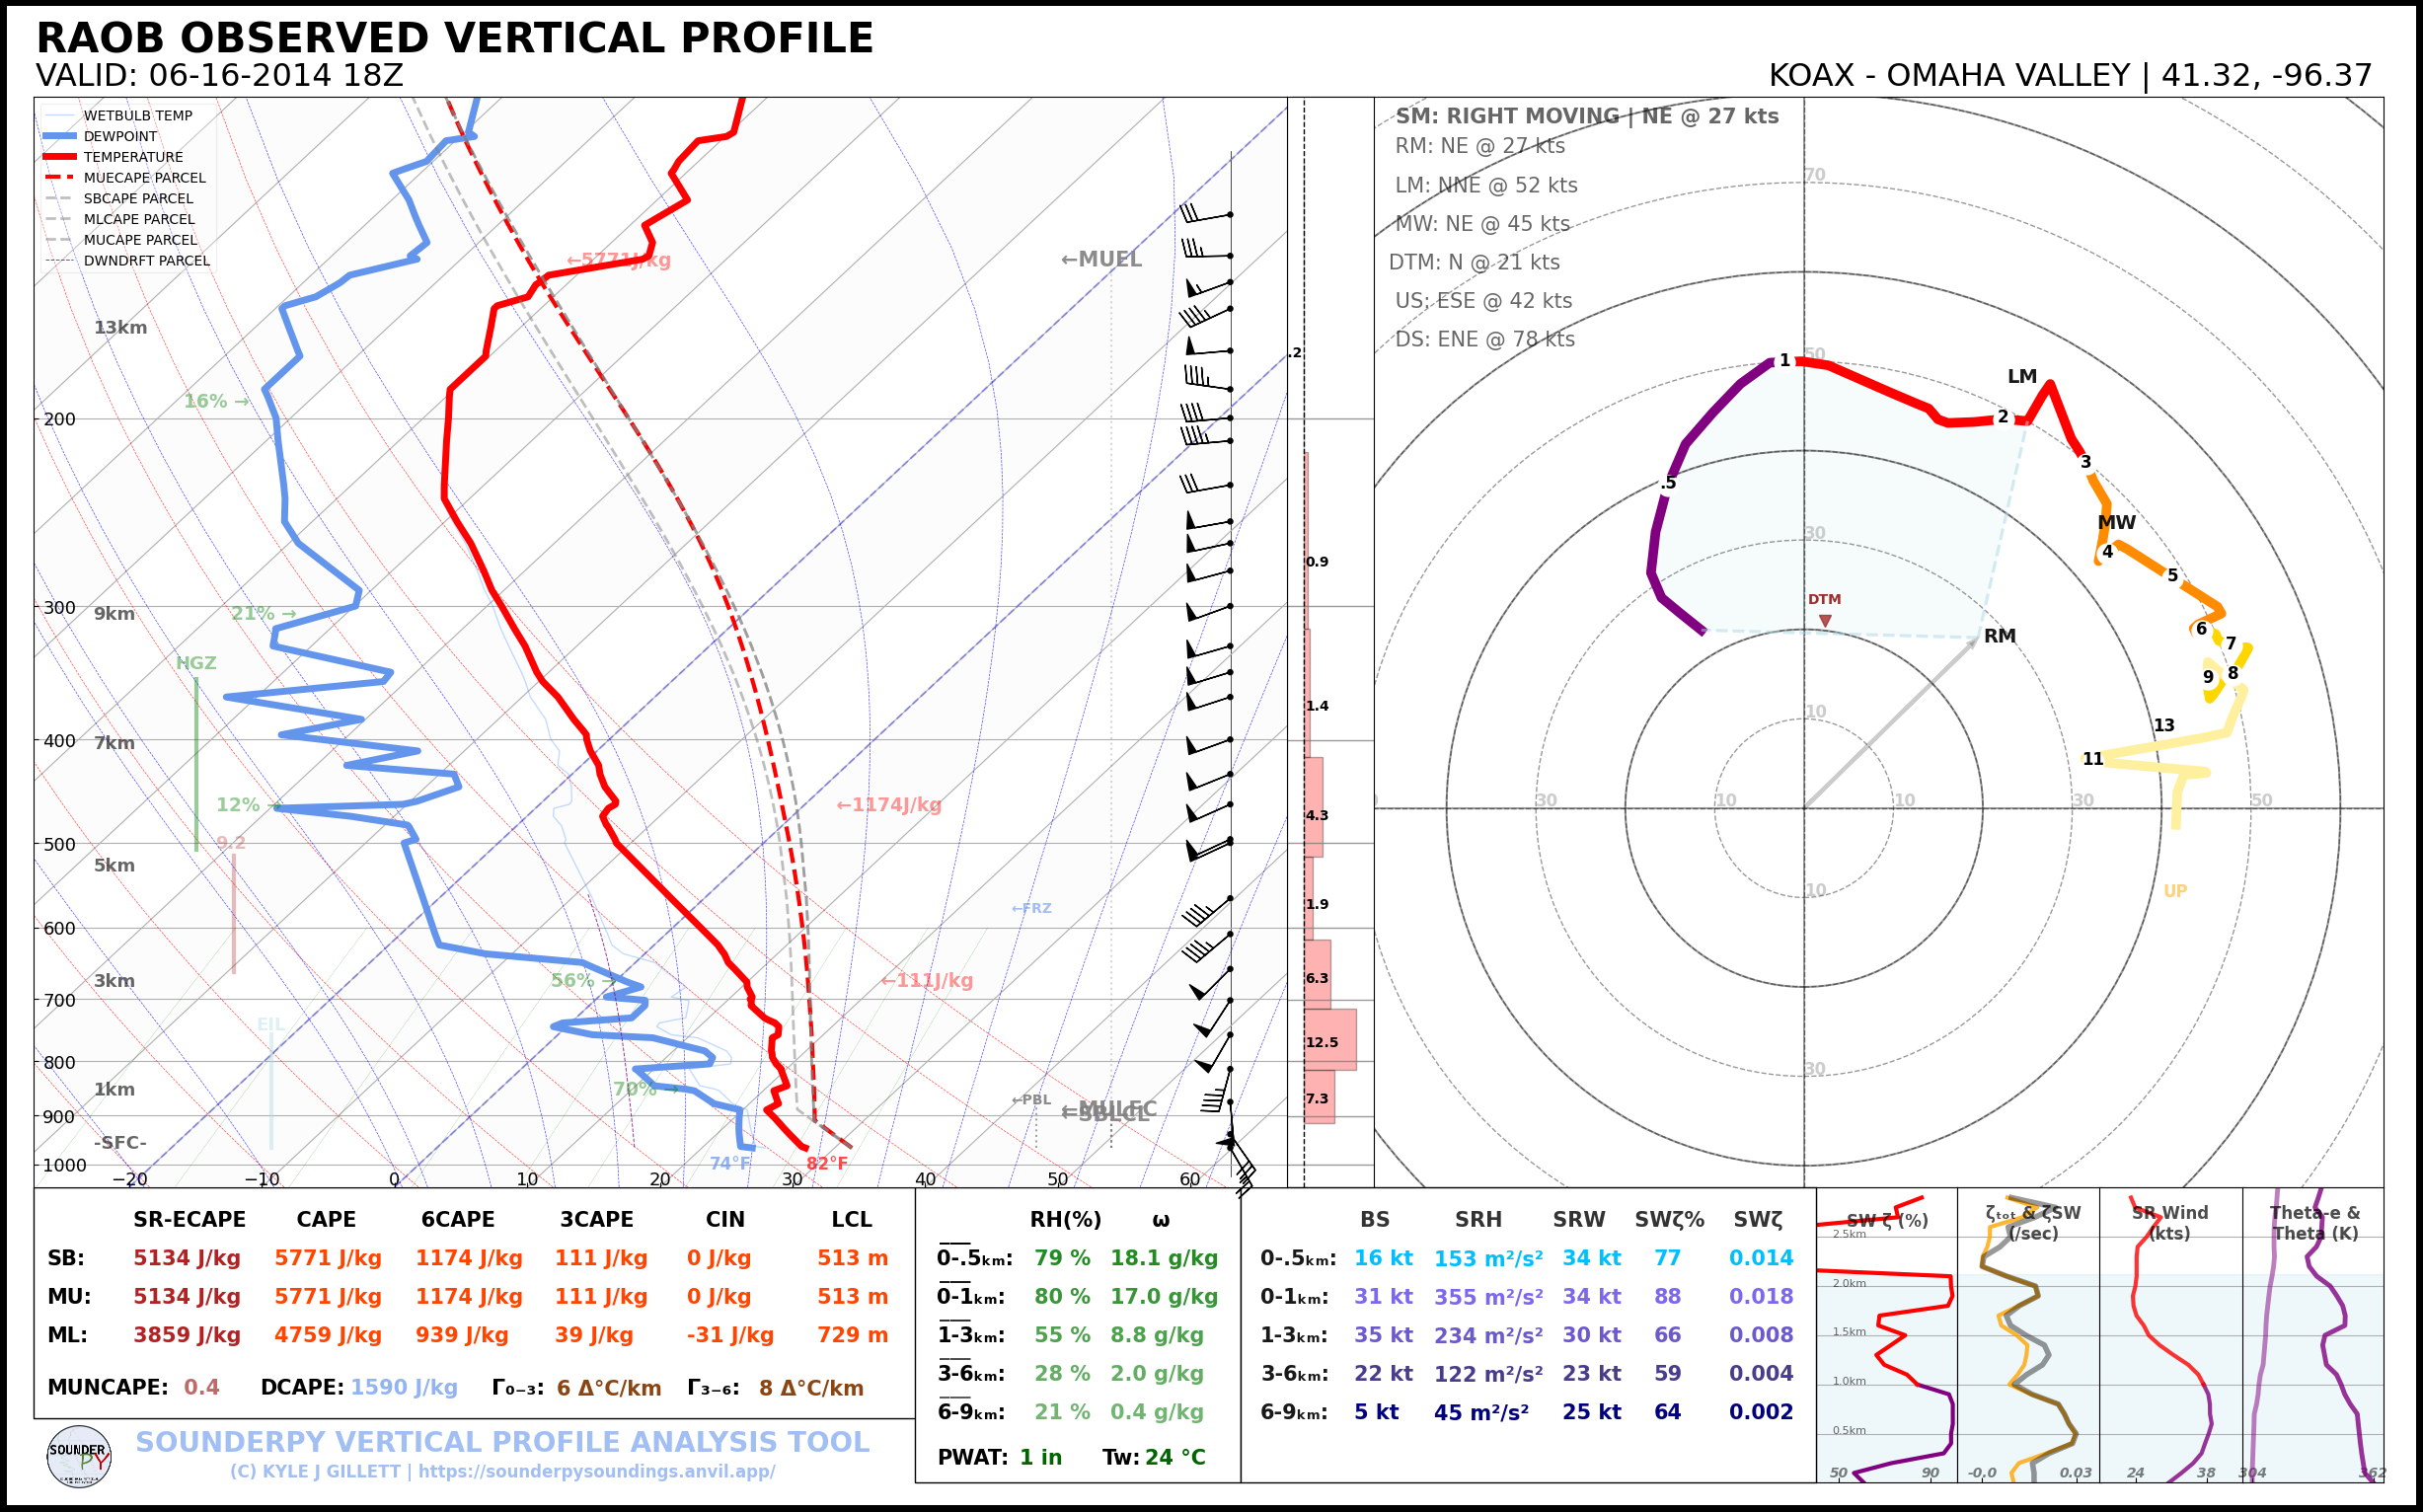 RAOB OBSERVED VERTICAL PROFILE
VALID: 06-16-2014 18Z
KOAX - OMAHA VALLEY | 41.32, -96.37
WETBULB TEMP
DEWPOINT
TEMPERATURE
MUECAPE PARCEL
SBCAPE PARCEL
MLCAPE PARCEL
MUCAPE PARCEL
DWNDRFT PARCEL
←5771J/kg
←MUEL
13km
16% →
200
300
9km
21% →
HGZ
400
7km
12% →
←1174J/kg
9.2
500
5km
←FRZ
600
3km
56% →
←111J/kg
700
EIL
800
1km
70% →
←PBL
←MULFC
←SBLCL
900
-SFC-
1000
74°F
82°F
−20 −10 0 10 20 30 40 50 60
.2
0.9
1.4
4.3
1.9
6.3
12.5
7.3
SM: RIGHT MOVING | NE @ 27 kts
RM: NE @ 27 kts
LM: NNE @ 52 kts
MW: NE @ 45 kts
DTM: N @ 21 kts
US: ESE @ 42 kts
DS: ENE @ 78 kts
70
50
1
LM
2
3
.5
30
MW
4
5
DTM
6
RM
7
8
9
10
13
11
30 10 10 30 50
UP
10
30
SR-ECAPE CAPE 6CAPE 3CAPE CIN LCL
SB: 5134 J/kg 5771 J/kg 1174 J/kg 111 J/kg 0 J/kg 513 m
MU: 5134 J/kg 5771 J/kg 1174 J/kg 111 J/kg 0 J/kg 513 m
ML: 3859 J/kg 4759 J/kg 939 J/kg 39 J/kg -31 J/kg 729 m
MUNCAPE: 0.4 DCAPE: 1590 J/kg Γ₀₋₃: 6 Δ°C/km Γ₃₋₆: 8 Δ°C/km
SOUNDERPY VERTICAL PROFILE ANALYSIS TOOL
(C) KYLE J GILLETT | https://sounderpysoundings.anvil.app/
SOUNDER
PY
RH(%) ω
0-.5km: 79 % 18.1 g/kg
0-1km: 80 % 17.0 g/kg
1-3km: 55 % 8.8 g/kg
3-6km: 28 % 2.0 g/kg
6-9km: 21 % 0.4 g/kg
PWAT: 1 in Tw: 24 °C
BS SRH SRW SWζ% SWζ
0-.5km: 16 kt 153 m²/s² 34 kt 77 0.014
0-1km: 31 kt 355 m²/s² 34 kt 88 0.018
1-3km: 35 kt 234 m²/s² 30 kt 66 0.008
3-6km: 22 kt 122 m²/s² 23 kt 59 0.004
6-9km: 5 kt 45 m²/s² 25 kt 64 0.002
SW ζ (%)
2.5km
2.0km
1.5km
1.0km
0.5km
50 90
ζₜₒₜ & ζSW
(/sec)
-0.0 0.03
SR Wind
(kts)
24 38
Theta-e &
Theta (K)
304 362